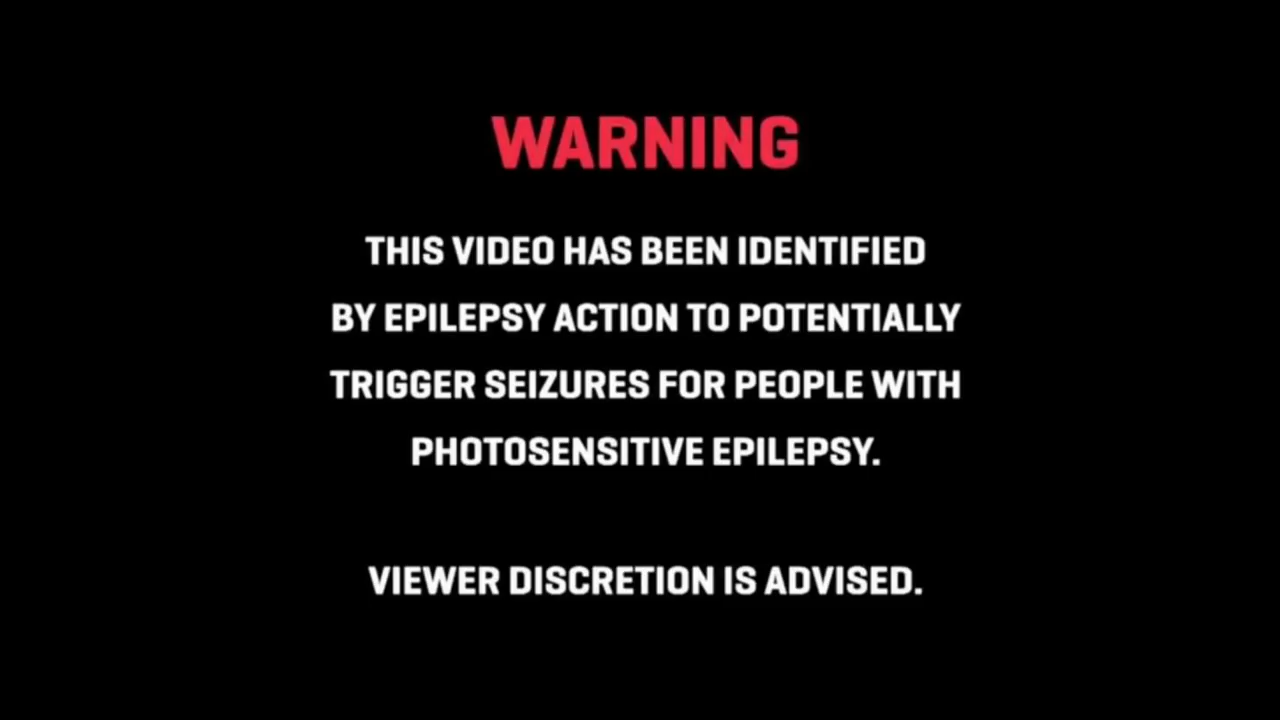 WARNING
THIS VIDEO HAS BEEN IDENTIFIED
BY EPILEPSY ACTION TO POTENTIALLY
TRIGGER SEIZURES FOR PEOPLE WITH
PHOTOSENSITIVE EPILEPSY.
VIEWER DISCRETION IS ADVISED.